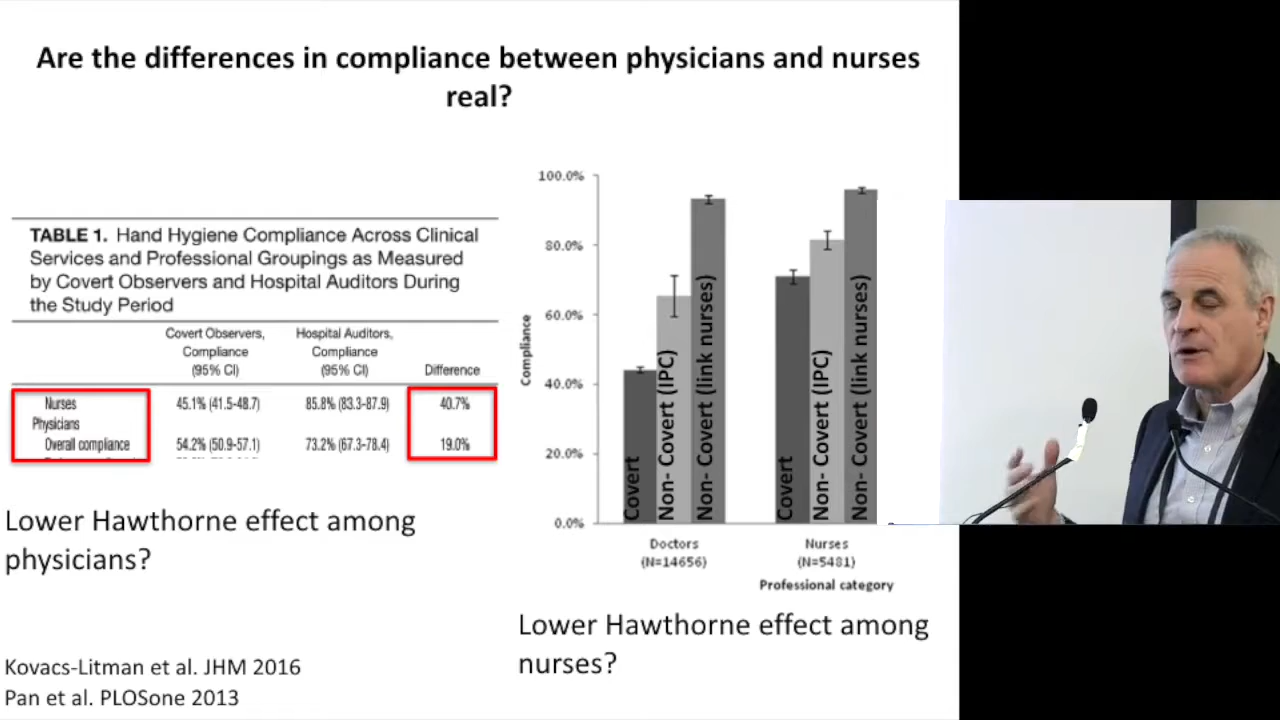 Are the differences in compliance between physicians and nurses
real?
TABLE 1. Hand Hygiene Compliance Across Clinical
Services and Professional Groupings as Measured
by Covert Observers and Hospital Auditors During
the Study Period
Covert Observers, Hospital Auditors,
Compliance Compliance
(95% CI) (95% CI) Difference
Nurses 45.1% (41.5-48.7) 85.8% (83.3-87.9) 40.7%
Physicians
Overall compliance 54.2% (50.9-57.1) 73.2% (67.3-78.4) 19.0%
Lower Hawthorne effect among
physicians?
Kovacs-Litman et al. JHM 2016
Pan et al. PLOSone 2013
Compliance
100.0%
80.0%
60.0%
40.0%
20.0%
0.0%
Covert
Non- Covert (IPC)
Non- Covert (link nurses)
Covert
Non- Covert (IPC)
Non- Covert (link nurses)
Doctors Nurses
(N=14656) (N=5481)
Professional category
Lower Hawthorne effect among
nurses?